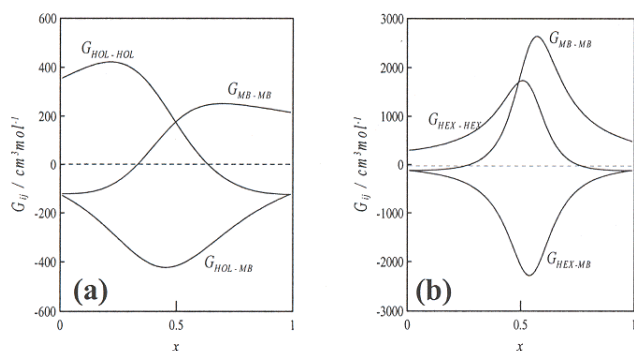 600
400
200
0
-200
-400
-600
G_ij / cm³mol⁻¹
G_HOL-HOL
G_MB-MB
G_HOL-MB
(a)
0
0.5
1
x
3000
2000
1000
0
-1000
-2000
-3000
G_ij / cm³mol⁻¹
G_MB-MB
G_HEX-HEX
G_HEX-MB
(b)
0
0.5
1
x